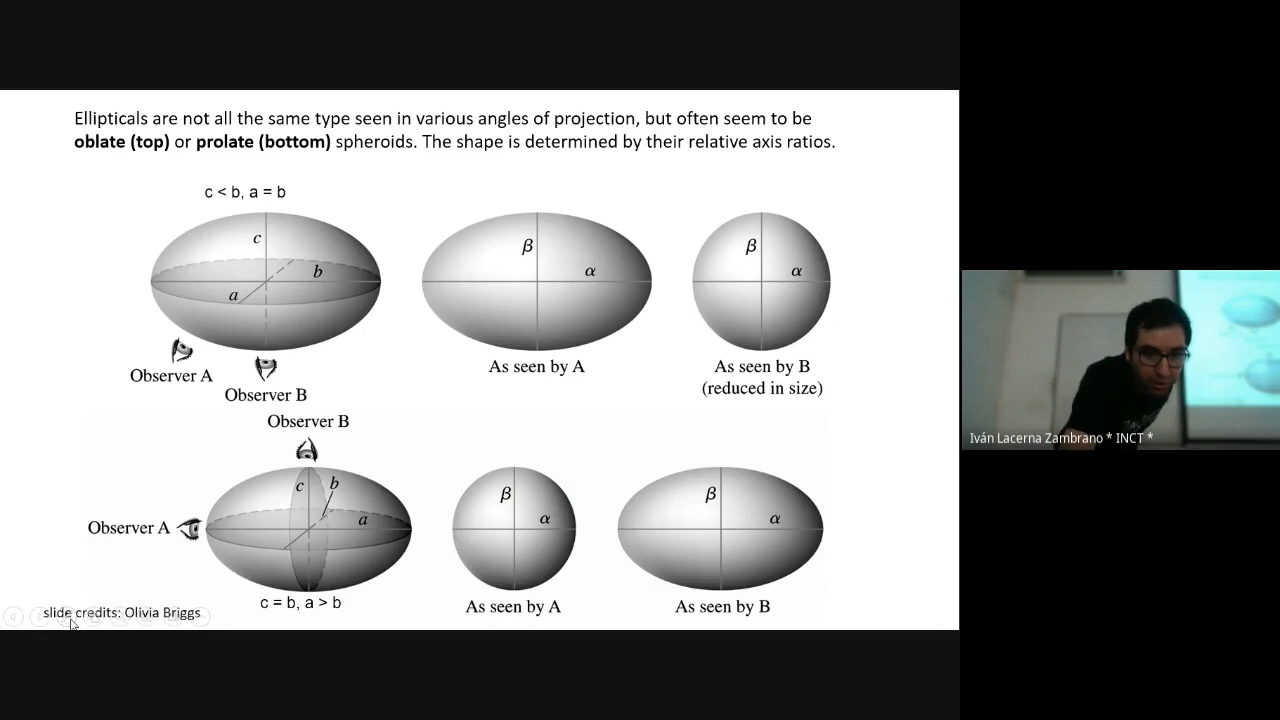 Ellipticals are not all the same type seen in various angles of projection, but often seem to be
oblate (top) or prolate (bottom) spheroids. The shape is determined by their relative axis ratios.
c < b, a = b
c
b
a
β
α
β
α
Observer A
Observer B
As seen by A
As seen by B
(reduced in size)
Observer B
Observer A
c
b
a
β
α
β
α
c = b, a > b
As seen by A
As seen by B
slide credits: Olivia Briggs
Iván Lacerna Zambrano * INCT *